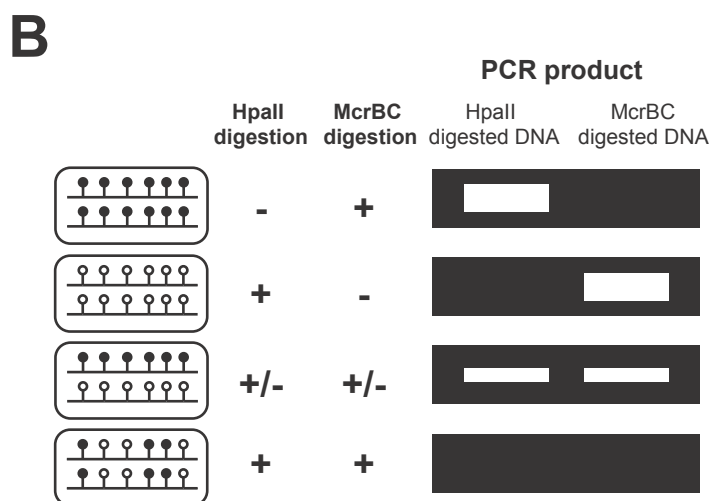 B
PCR product
HpaII McrBC HpaII McrBC
digestion digestion digested DNA digested DNA
- +
+ -
+/- +/-
+ +